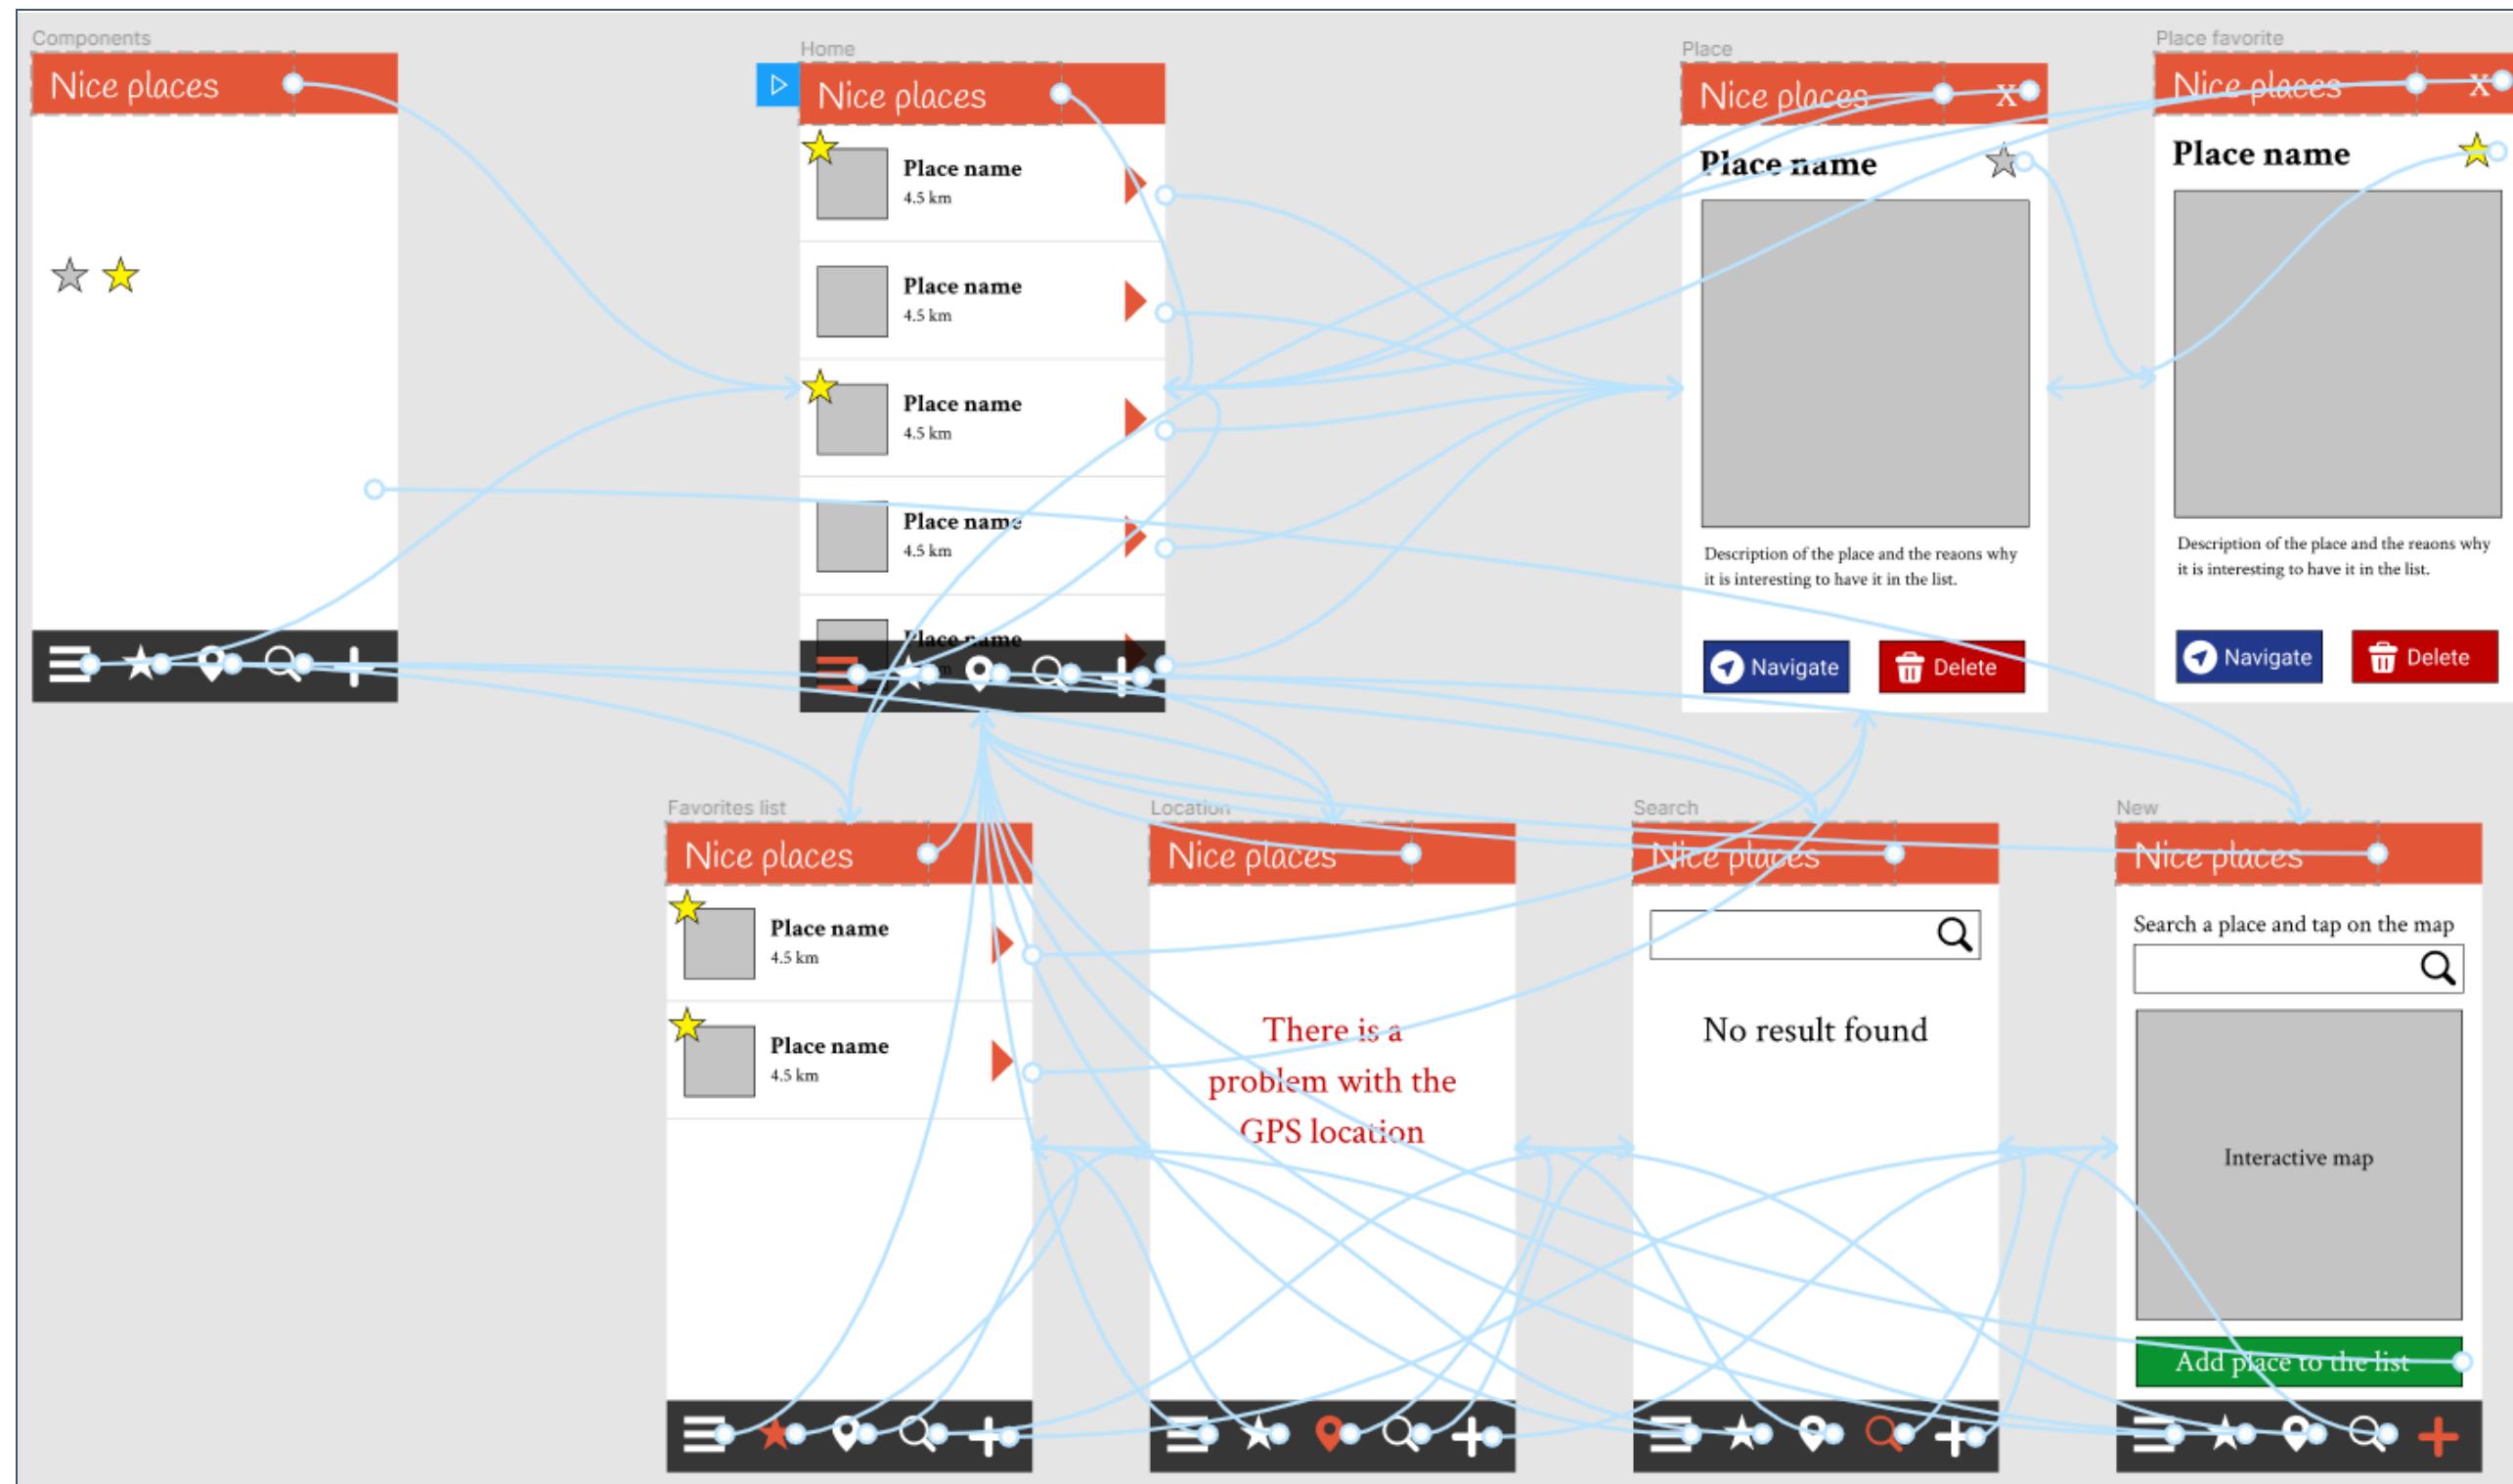 Components
Nice places
Home
Nice places
Place name
4.5 km
Place name
4.5 km
Place name
4.5 km
Place name
4.5 km
Place name
Place
Nice places
X
Place name
Description of the place and the reaons why
it is interesting to have it in the list.
Navigate
Delete
Place favorite
Nice places
X
Place name
Description of the place and the reaons why
it is interesting to have it in the list.
Navigate
Delete
Favorites list
Nice places
Place name
4.5 km
Place name
4.5 km
Location
Nice places
There is a
problem with the
GPS location
Search
Nice places
No result found
New
Nice places
Search a place and tap on the map
Interactive map
Add place to the list